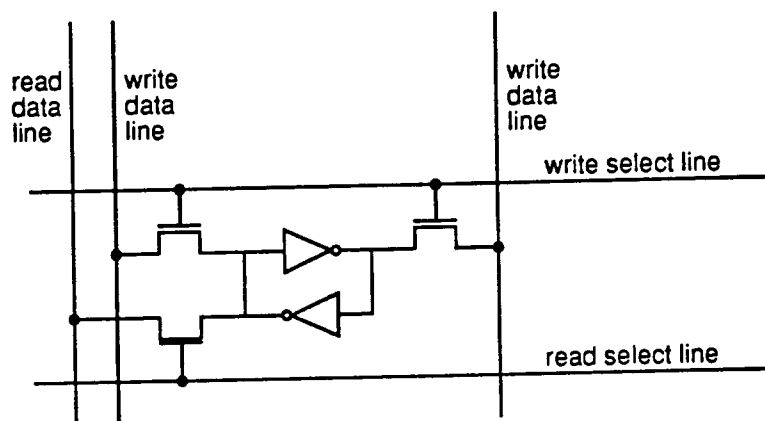 read
data
line
write
data
line
write
data
line
write select line
read select line